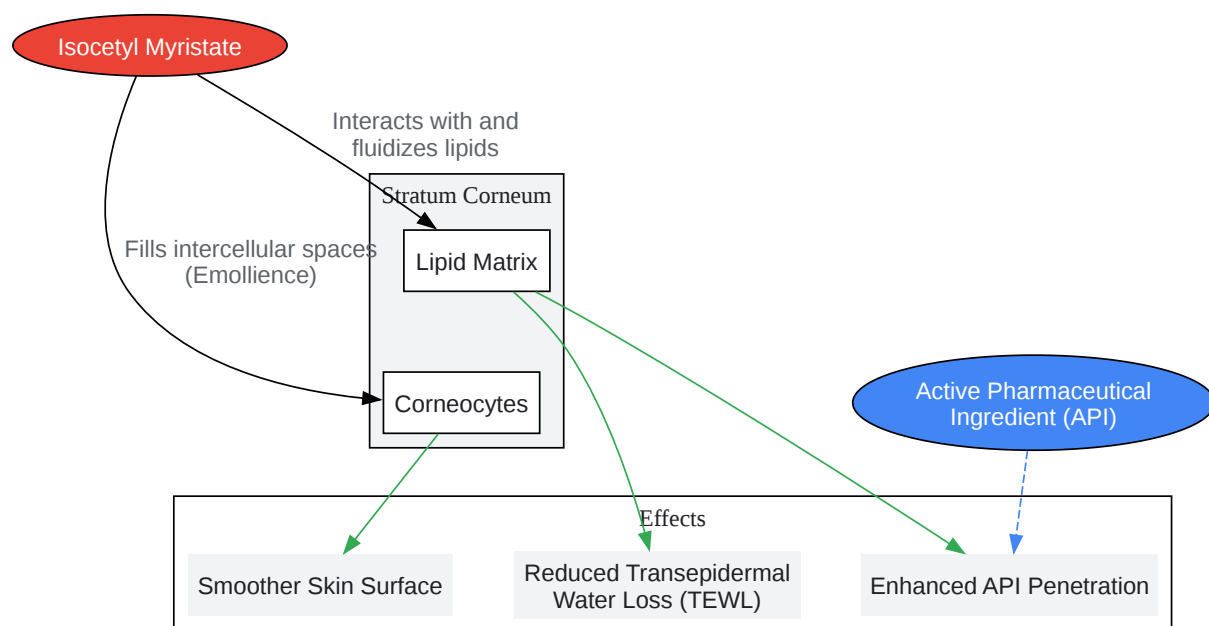 Isocetyl Myristate
Interacts with and
fluidizes lipids
Stratum Corneum
Fills intercellular spaces
(Emollience)
Lipid Matrix
Corneocytes
Active Pharmaceutical
Ingredient (API)
Effects
Smoother Skin Surface
Reduced Transepidermal
Water Loss (TEWL)
Enhanced API Penetration